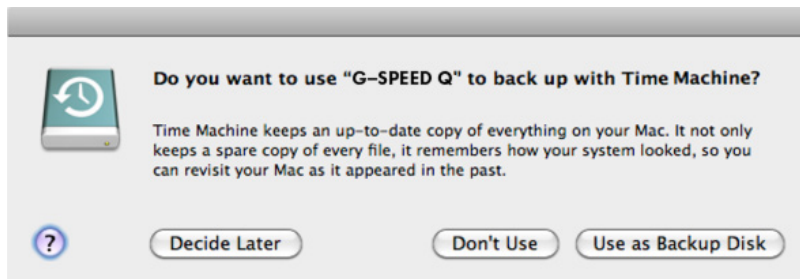 Do you want to use “G–SPEED Q" to back up with Time Machine?
Time Machine keeps an up-to-date copy of everything on your Mac. It not only
keeps a spare copy of every file, it remembers how your system looked, so you
can revisit your Mac as it appeared in the past.
?
Decide Later
Don't Use
Use as Backup Disk